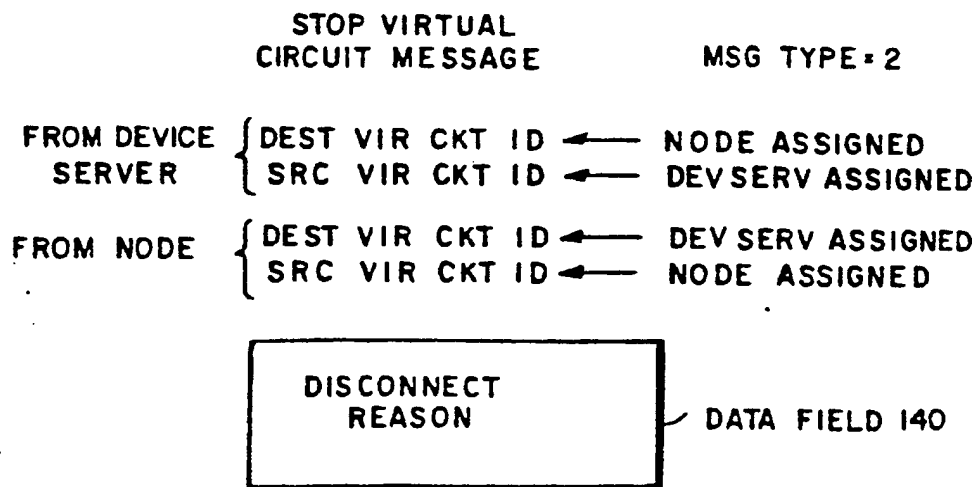 STOP VIRTUAL
CIRCUIT MESSAGE
MSG TYPE = 2
FROM DEVICE
SERVER
DEST VIR CKT ID
NODE ASSIGNED
SRC VIR CKT ID
DEV SERV ASSIGNED
FROM NODE
DEST VIR CKT ID
DEV SERV ASSIGNED
SRC VIR CKT ID
NODE ASSIGNED
DISCONNECT
REASON
DATA FIELD 140